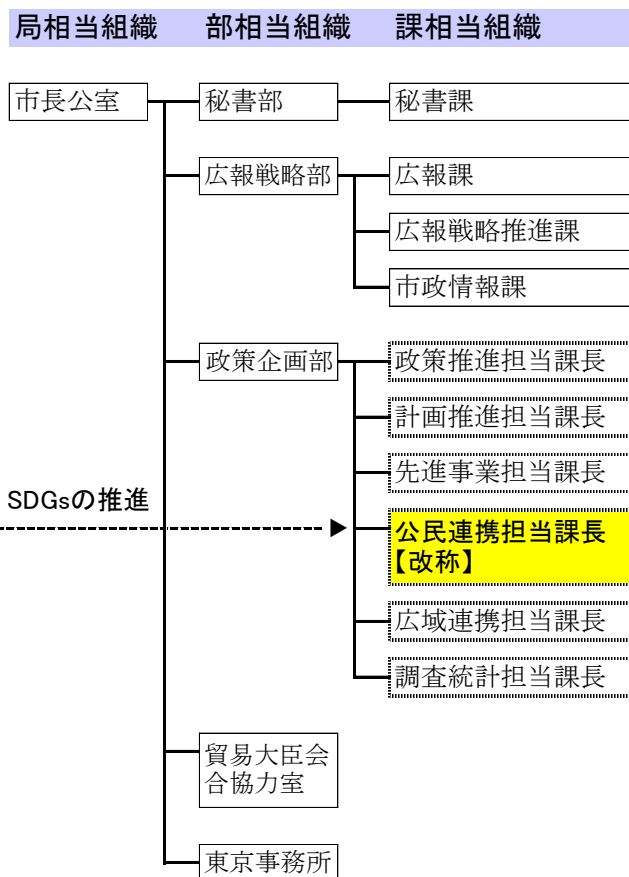 局相当組織 部相当組織 課相当組織
市長公室 秘書部 秘書課
広報戦略部 広報課
広報戦略推進課
市政情報課
政策企画部 政策推進担当課長
計画推進担当課長
先進事業担当課長
SDGsの推進
公民連携担当課長
【改称】
広域連携担当課長
調査統計担当課長
貿易大臣会
合協力室
東京事務所